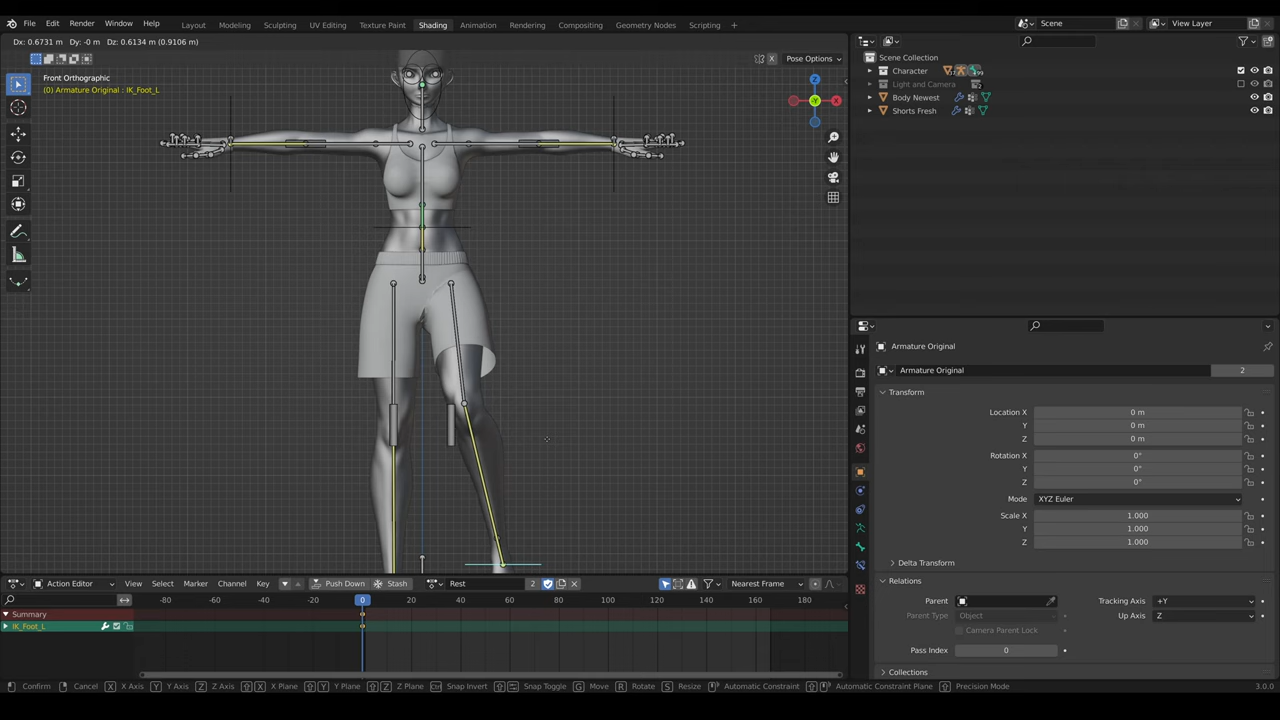 File Edit Render Window Help Layout Modeling Sculpting UV Editing Texture Paint Shading Animation Rendering Compositing Geometry Nodes Scripting + Scene View Layer
Dx: 0.6731 m Dy: -0 m Dz: 0.6134 m (0.9106 m)
X Pose Options
Front Orthographic
(0) Armature Original : IK_Foot_L
Scene Collection
Character
Light and Camera
Body Newest
Shorts Fresh
Z
Y
X
Armature Original
Armature Original 2
Transform
Location X 0 m
Y 0 m
Z 0 m
Rotation X 0°
Y 0°
Z 0°
Mode XYZ Euler
Scale X 1.000
Y 1.000
Z 1.000
Delta Transform
Relations
Parent Tracking Axis +Y
Parent Type Object Up Axis Z
Camera Parent Lock
Pass Index 0
Collections
Action Editor View Select Marker Channel Key Push Down Stash Rest 2 Nearest Frame
-80 -60 -40 -20 0 20 40 60 80 100 120 140 160 180
Summary
IK_Foot_L
Confirm Cancel X X Axis Y Y Axis Z Z Axis X X Plane Y Y Plane Z Z Plane Snap Invert Snap Toggle G Move R Rotate S Resize Automatic Constraint Automatic Constraint Plane Precision Mode 3.0.0